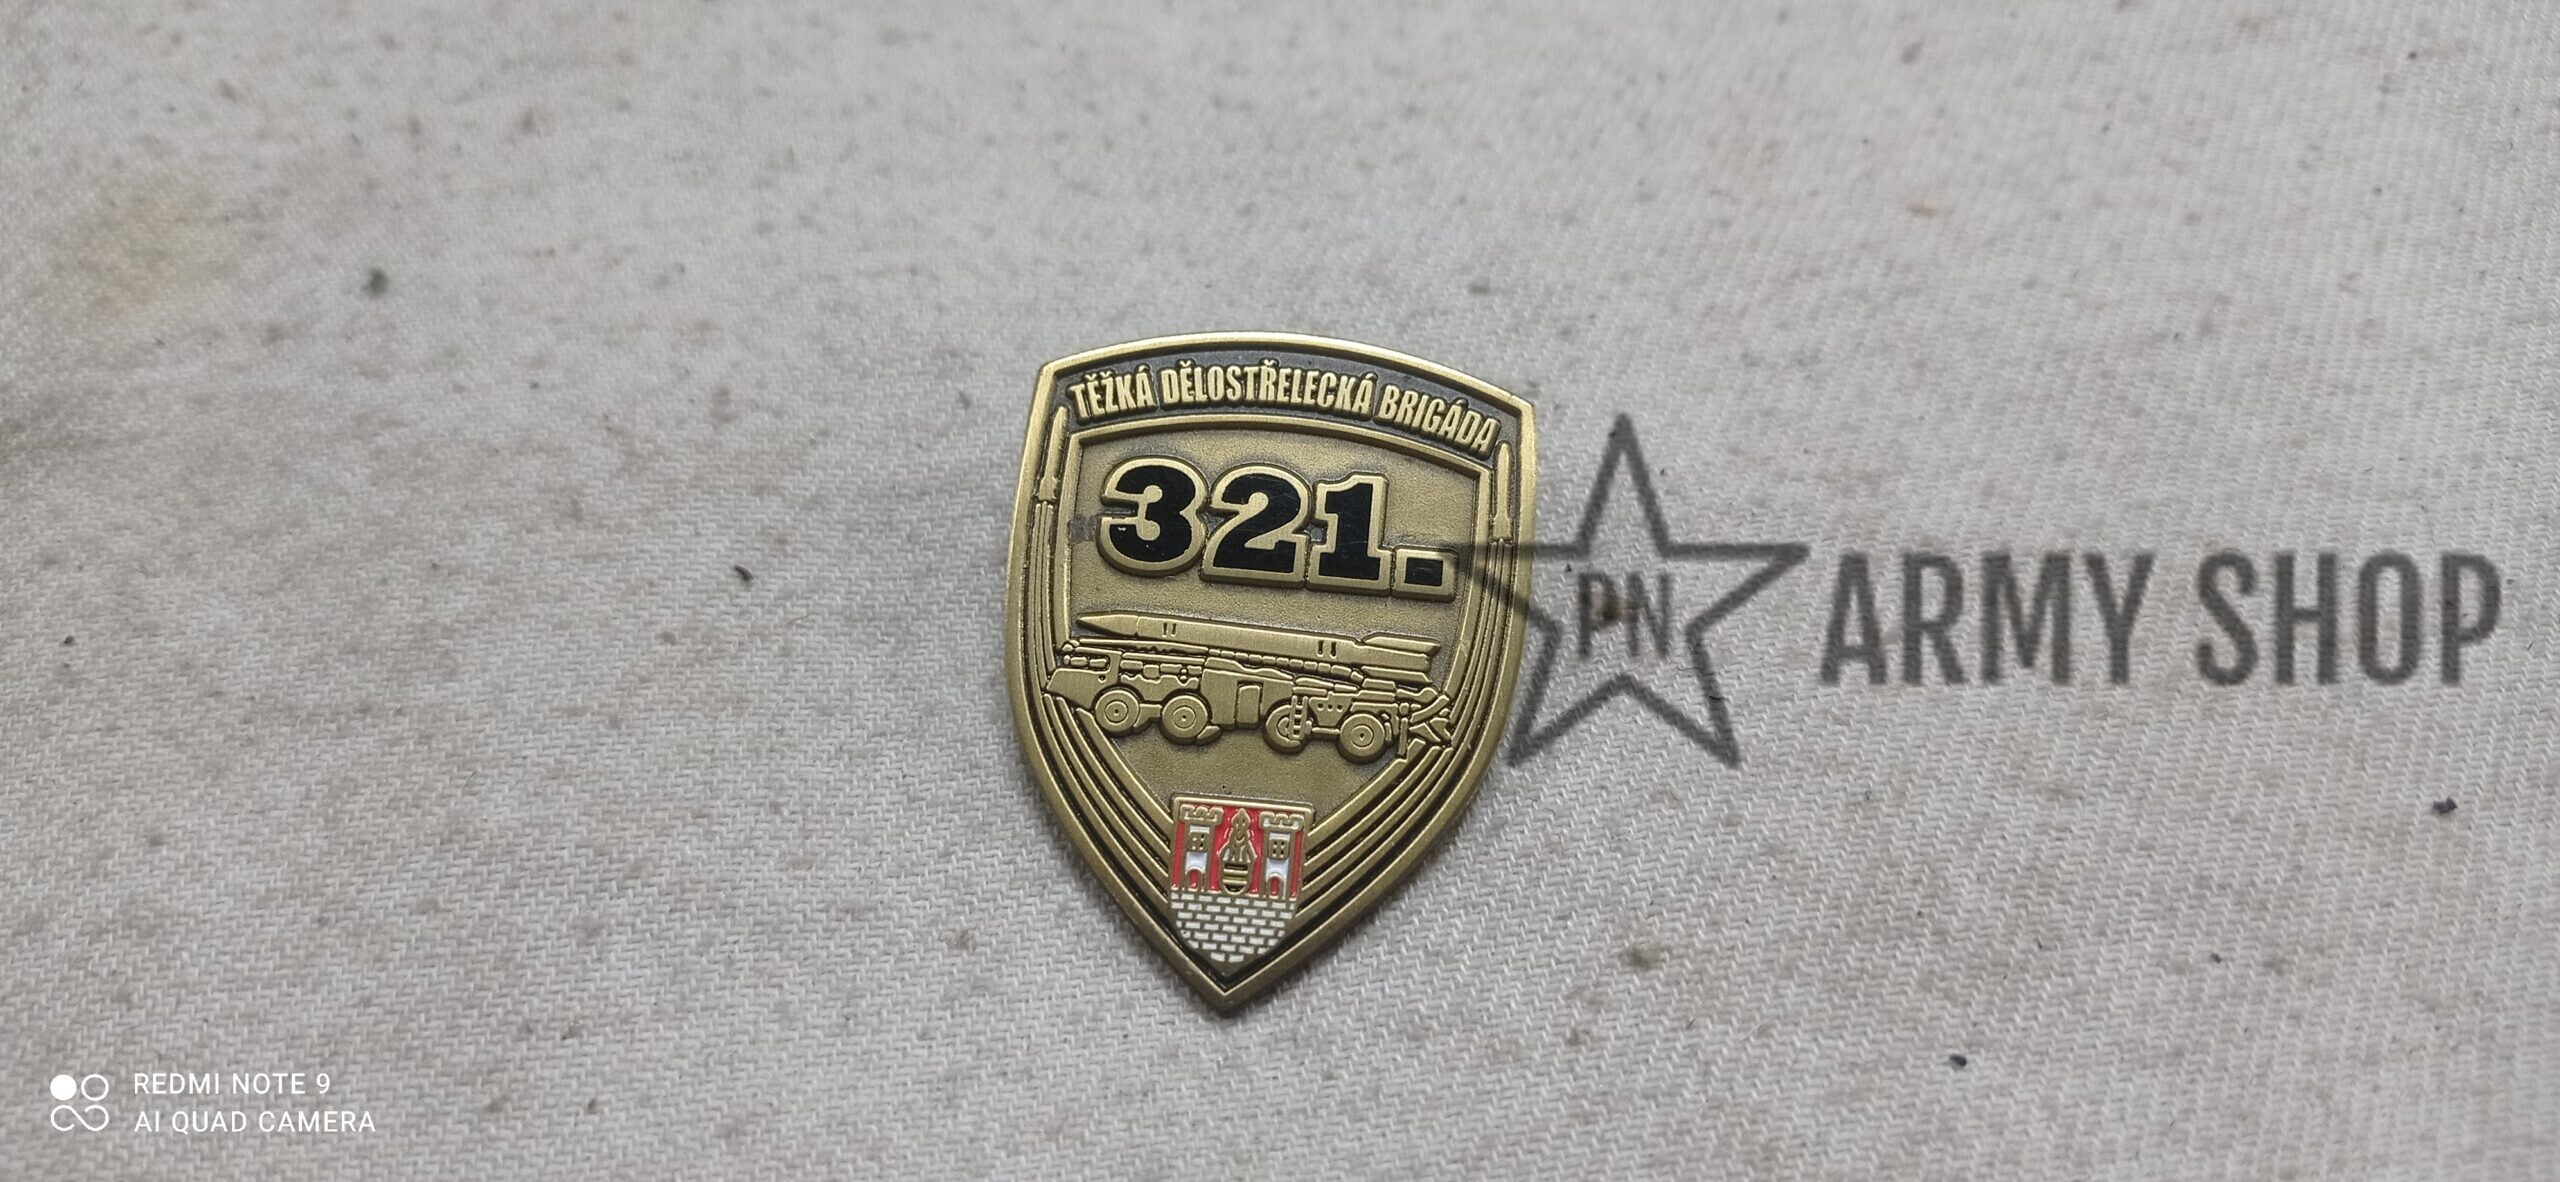 TĚŽKÁ DĚLOSTŘELECKÁ BRIGÁDA
321.
PN ARMY SHOP
REDMI NOTE 9
AI QUAD CAMERA